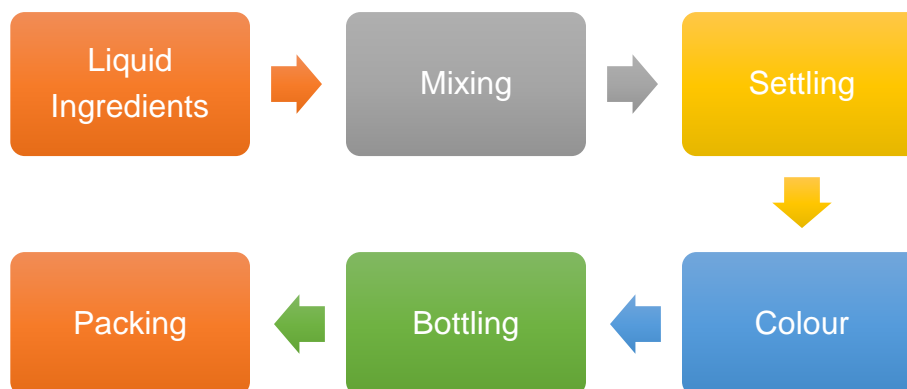 Liquid
Ingredients
Mixing
Settling
Colour
Bottling
Packing